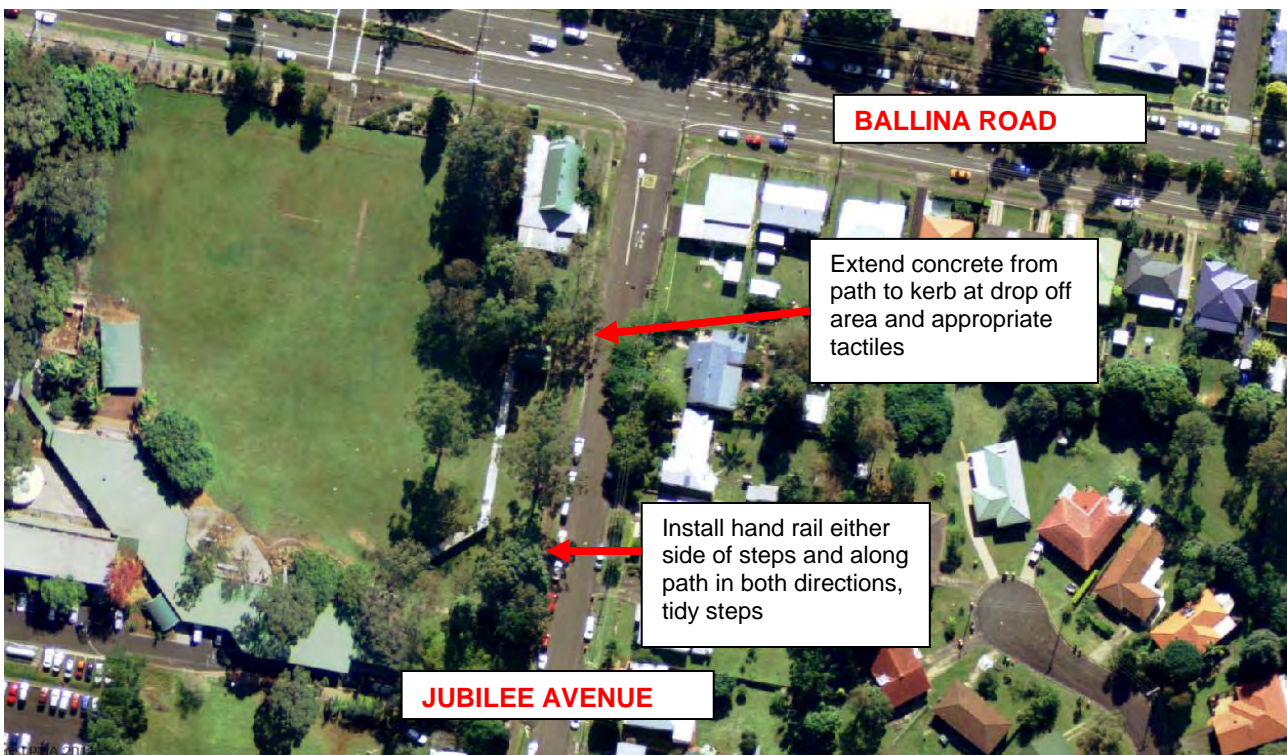 BALLINA ROAD
Extend concrete from
path to kerb at drop off
area and appropriate
tactiles
Install hand rail either
side of steps and along
path in both directions,
tidy steps
JUBILEE AVENUE